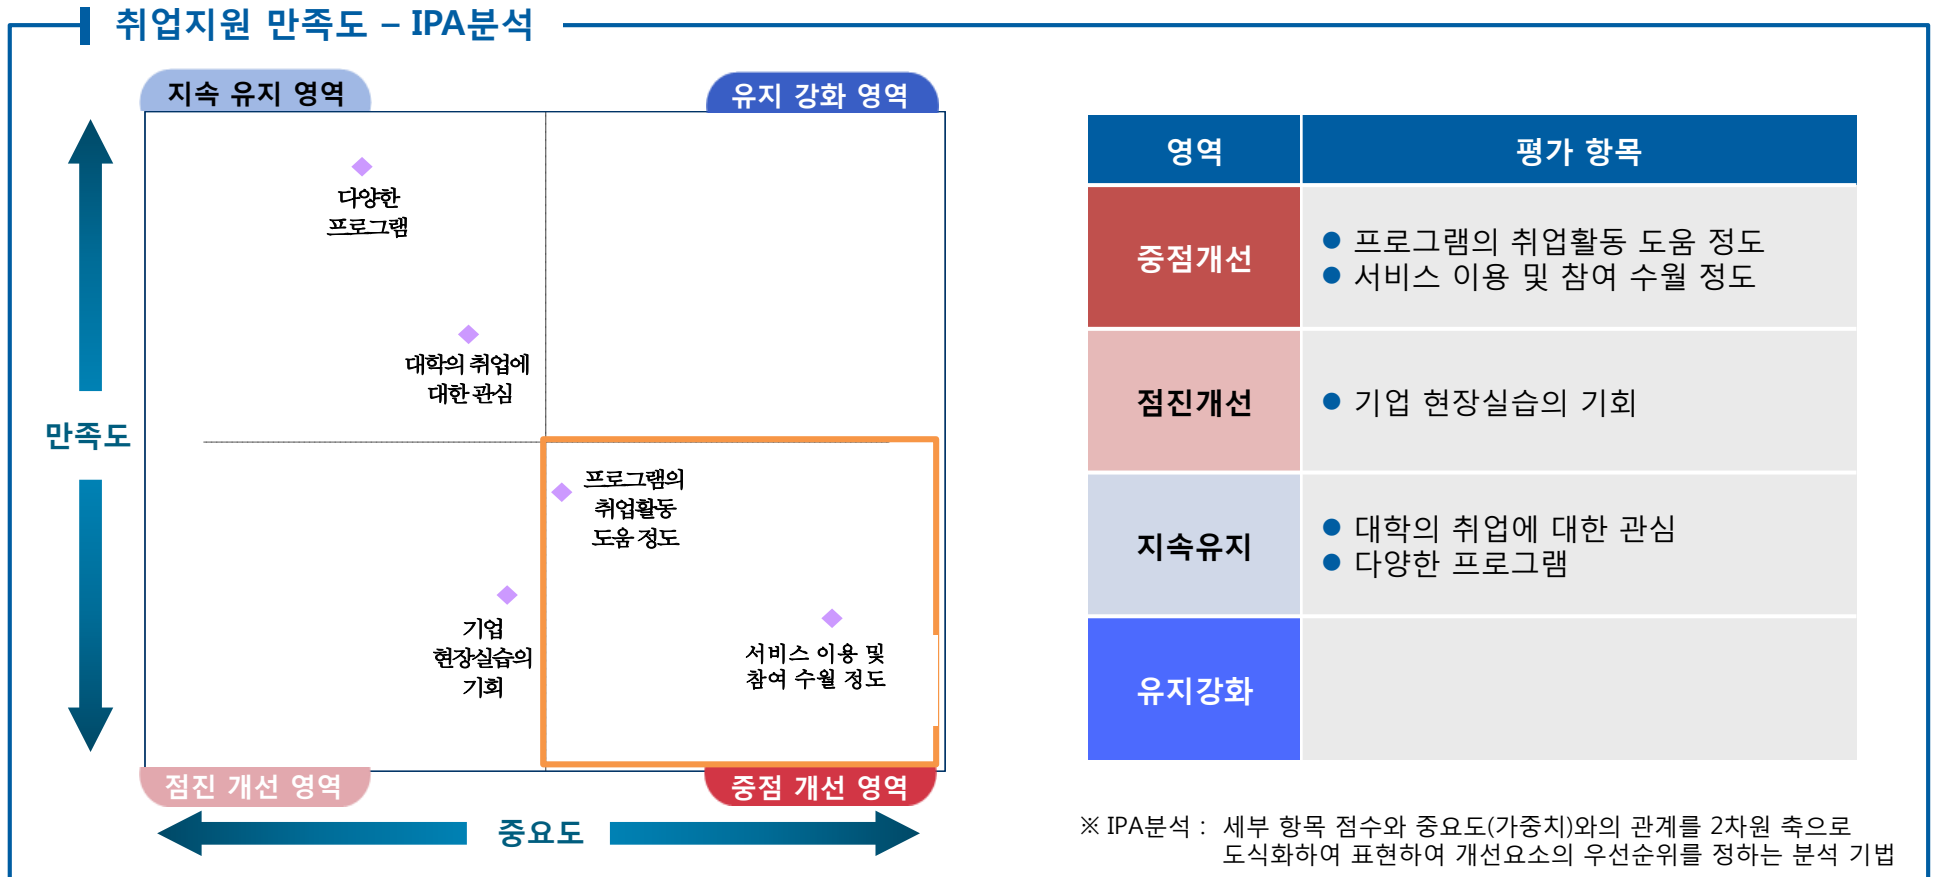 취업지원 만족도 – IPA분석
지속 유지 영역
유지 강화 영역
다양한
프로그램
대학의 취업에
대한 관심
만족도
프로그램의
취업활동
도움 정도
기업
현장실습의
기회
서비스 이용 및
참여 수월 정도
점진 개선 영역
중점 개선 영역
중요도
영역
평가 항목
중점개선
● 프로그램의 취업활동 도움 정도
● 서비스 이용 및 참여 수월 정도
점진개선
● 기업 현장실습의 기회
지속유지
● 대학의 취업에 대한 관심
● 다양한 프로그램
유지강화
※ IPA분석 : 세부 항목 점수와 중요도(가중치)와의 관계를 2차원 축으로
도식화하여 표현하여 개선요소의 우선순위를 정하는 분석 기법